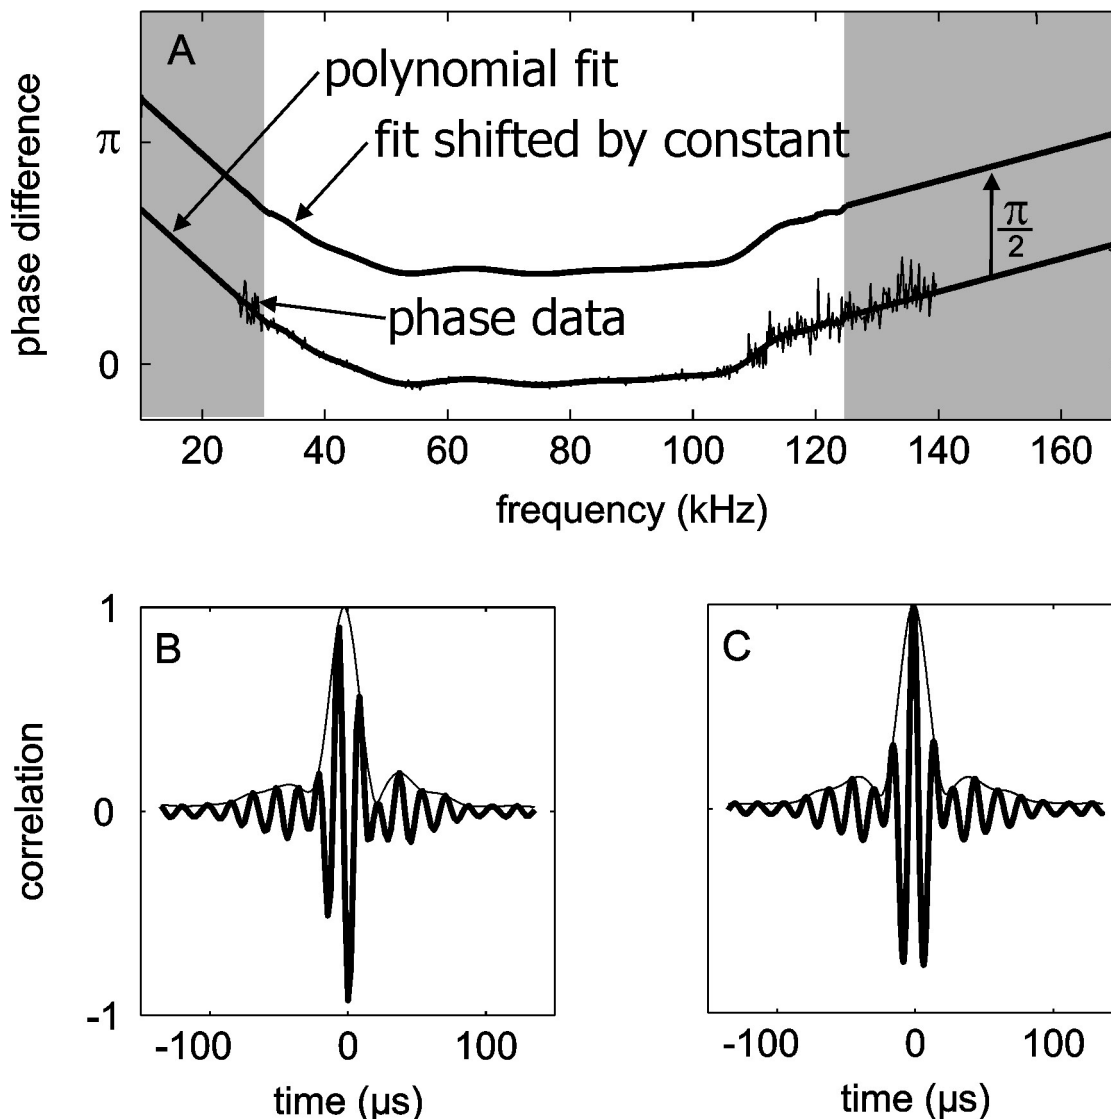 A
polynomial fit
fit shifted by constant
phase data
π
0
π
2
phase difference
20 40 60 80 100 120 140 160
frequency (kHz)
B
1
0
-1
correlation
-100 0 100
time (µs)
C
-100 0 100
time (µs)